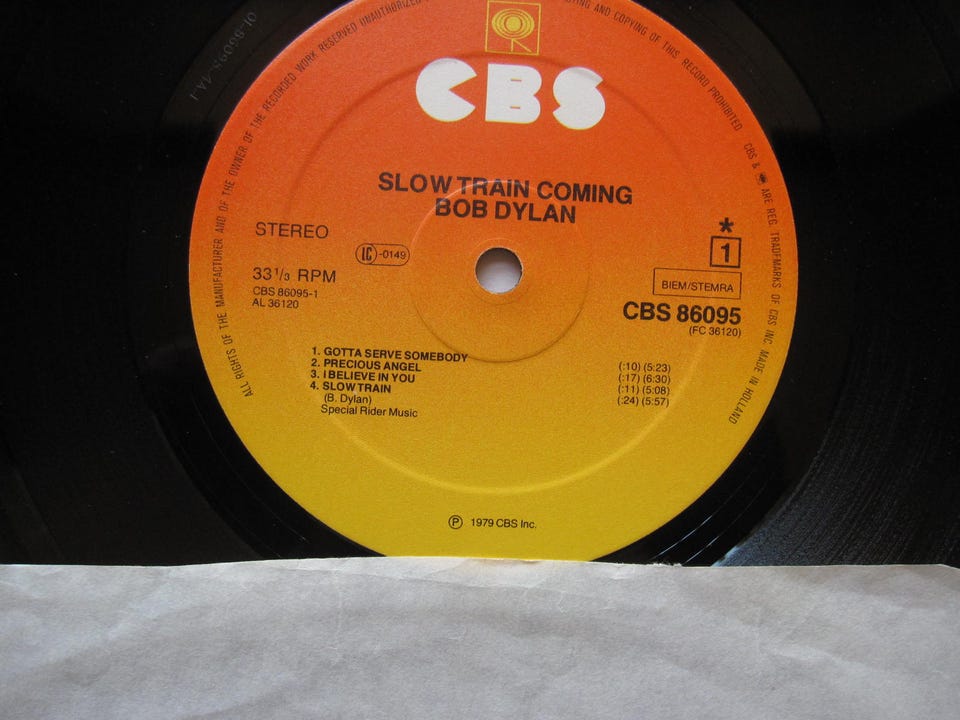 ALL RIGHTS OF THE MANUFACTURER AND OF THE OWNER OF THE RECORDED WORK RESERVED UNAUTHORIZED
YING AND COPYING OF THIS RECORD PROHIBITED. CBS & ARE REG. TRADEMARKS OF CBS INC. MADE IN HOLLAND
CBS
SLOW TRAIN COMING
BOB DYLAN
STEREO
LC-0149
33 1/3 RPM
CBS 86095-1
AL 36120
*
1
BIEM/STEMRA
CBS 86095
(FC 36120)
1. GOTTA SERVE SOMEBODY (:10) (5:23)
2. PRECIOUS ANGEL (:17) (6:30)
3. I BELIEVE IN YOU (:11) (5:08)
4. SLOW TRAIN (:24) (5:57)
(B. Dylan)
Special Rider Music
℗ 1979 CBS Inc.